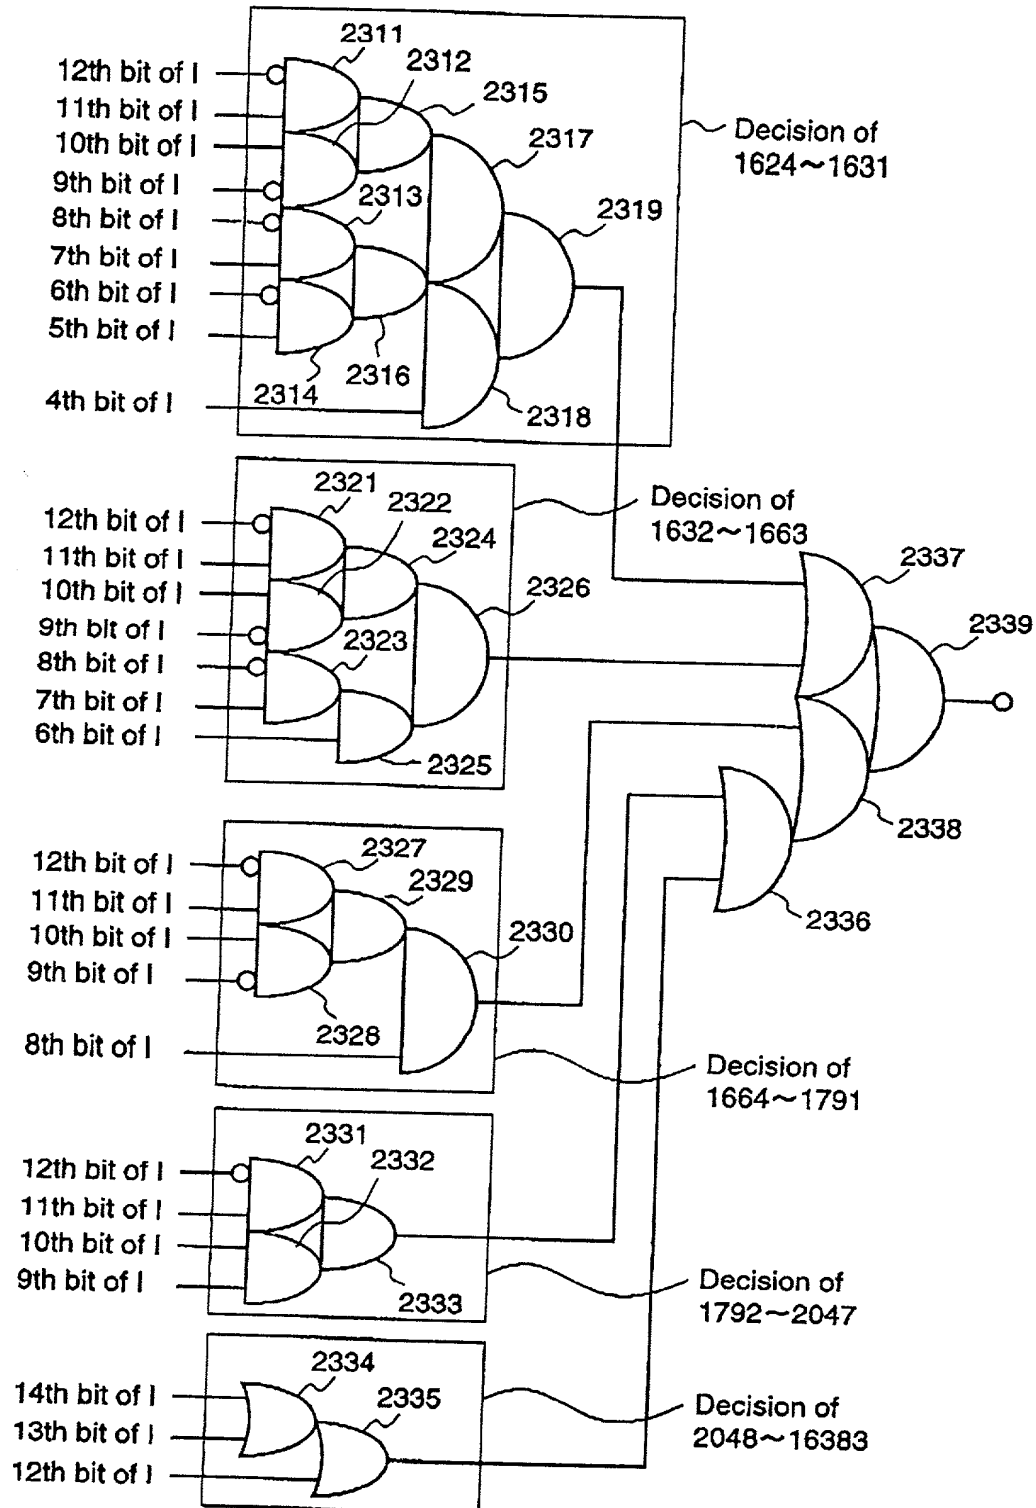 2311
12th bit of I
2312
11th bit of I
2315
10th bit of I
2317
Decision of
1624~1631
9th bit of I
2313
8th bit of I
2319
7th bit of I
6th bit of I
5th bit of I
2316
2314
4th bit of I
2318
2321
Decision of
1632~1663
2322
12th bit of I
2324
11th bit of I
2337
10th bit of I
2326
9th bit of I
2323
2339
8th bit of I
7th bit of I
6th bit of I
2325
2338
2327
12th bit of I
2329
11th bit of I
2336
10th bit of I
2330
9th bit of I
2328
8th bit of I
Decision of
1664~1791
2331
2332
12th bit of I
11th bit of I
10th bit of I
9th bit of I
2333
Decision of
1792~2047
2334
14th bit of I
2335
13th bit of I
Decision of
2048~16383
12th bit of I